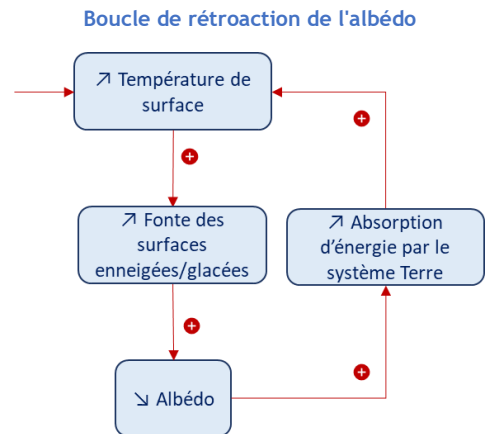 Boucle de rétroaction de l'albédo
↗ Température de
surface
+
+
↗ Fonte des
surfaces
enneigées/glacées
↗ Absorption
d’énergie par le
système Terre
+
+
↘ Albédo